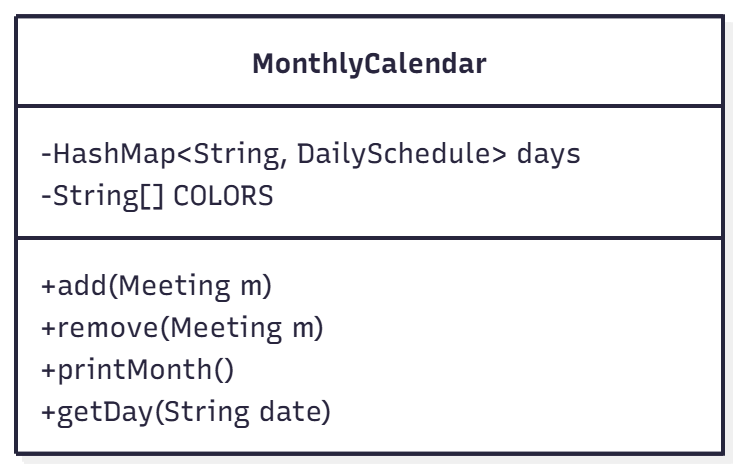 MonthlyCalendar
-HashMap<String, DailySchedule> days
-String[] COLORS
+add(Meeting m)
+remove(Meeting m)
+printMonth()
+getDay(String date)